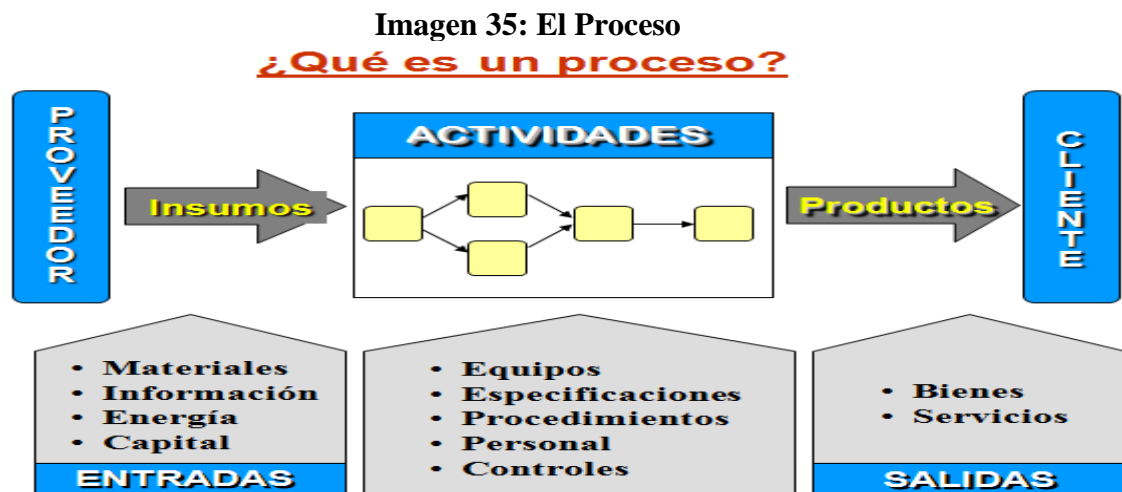 Imagen 35: El Proceso
¿Qué es un proceso?
PROVEEDOR
Insumos
ACTIVIDADES
Productos
CLIENTE
• Materiales
• Información
• Energía
• Capital
ENTRADAS
• Equipos
• Especificaciones
• Procedimientos
• Personal
• Controles
• Bienes
• Servicios
SALIDAS